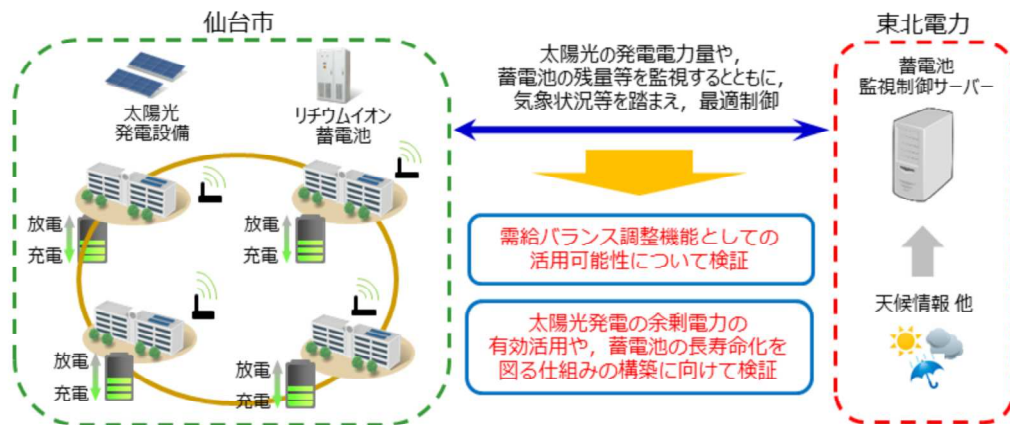 仙台市
太陽光
発電設備
リチウムイオン
蓄電池
放電
充電
放電
充電
放電
充電
放電
充電
太陽光の発電電力量や，
蓄電池の残量等を監視するとともに，
気象状況等を踏まえ，最適制御
需給バランス調整機能としての
活用可能性について検証
太陽光発電の余剰電力の
有効活用や，蓄電池の長寿命化を
図る仕組みの構築に向けて検証
東北電力
蓄電池
監視制御サーバー
天候情報 他